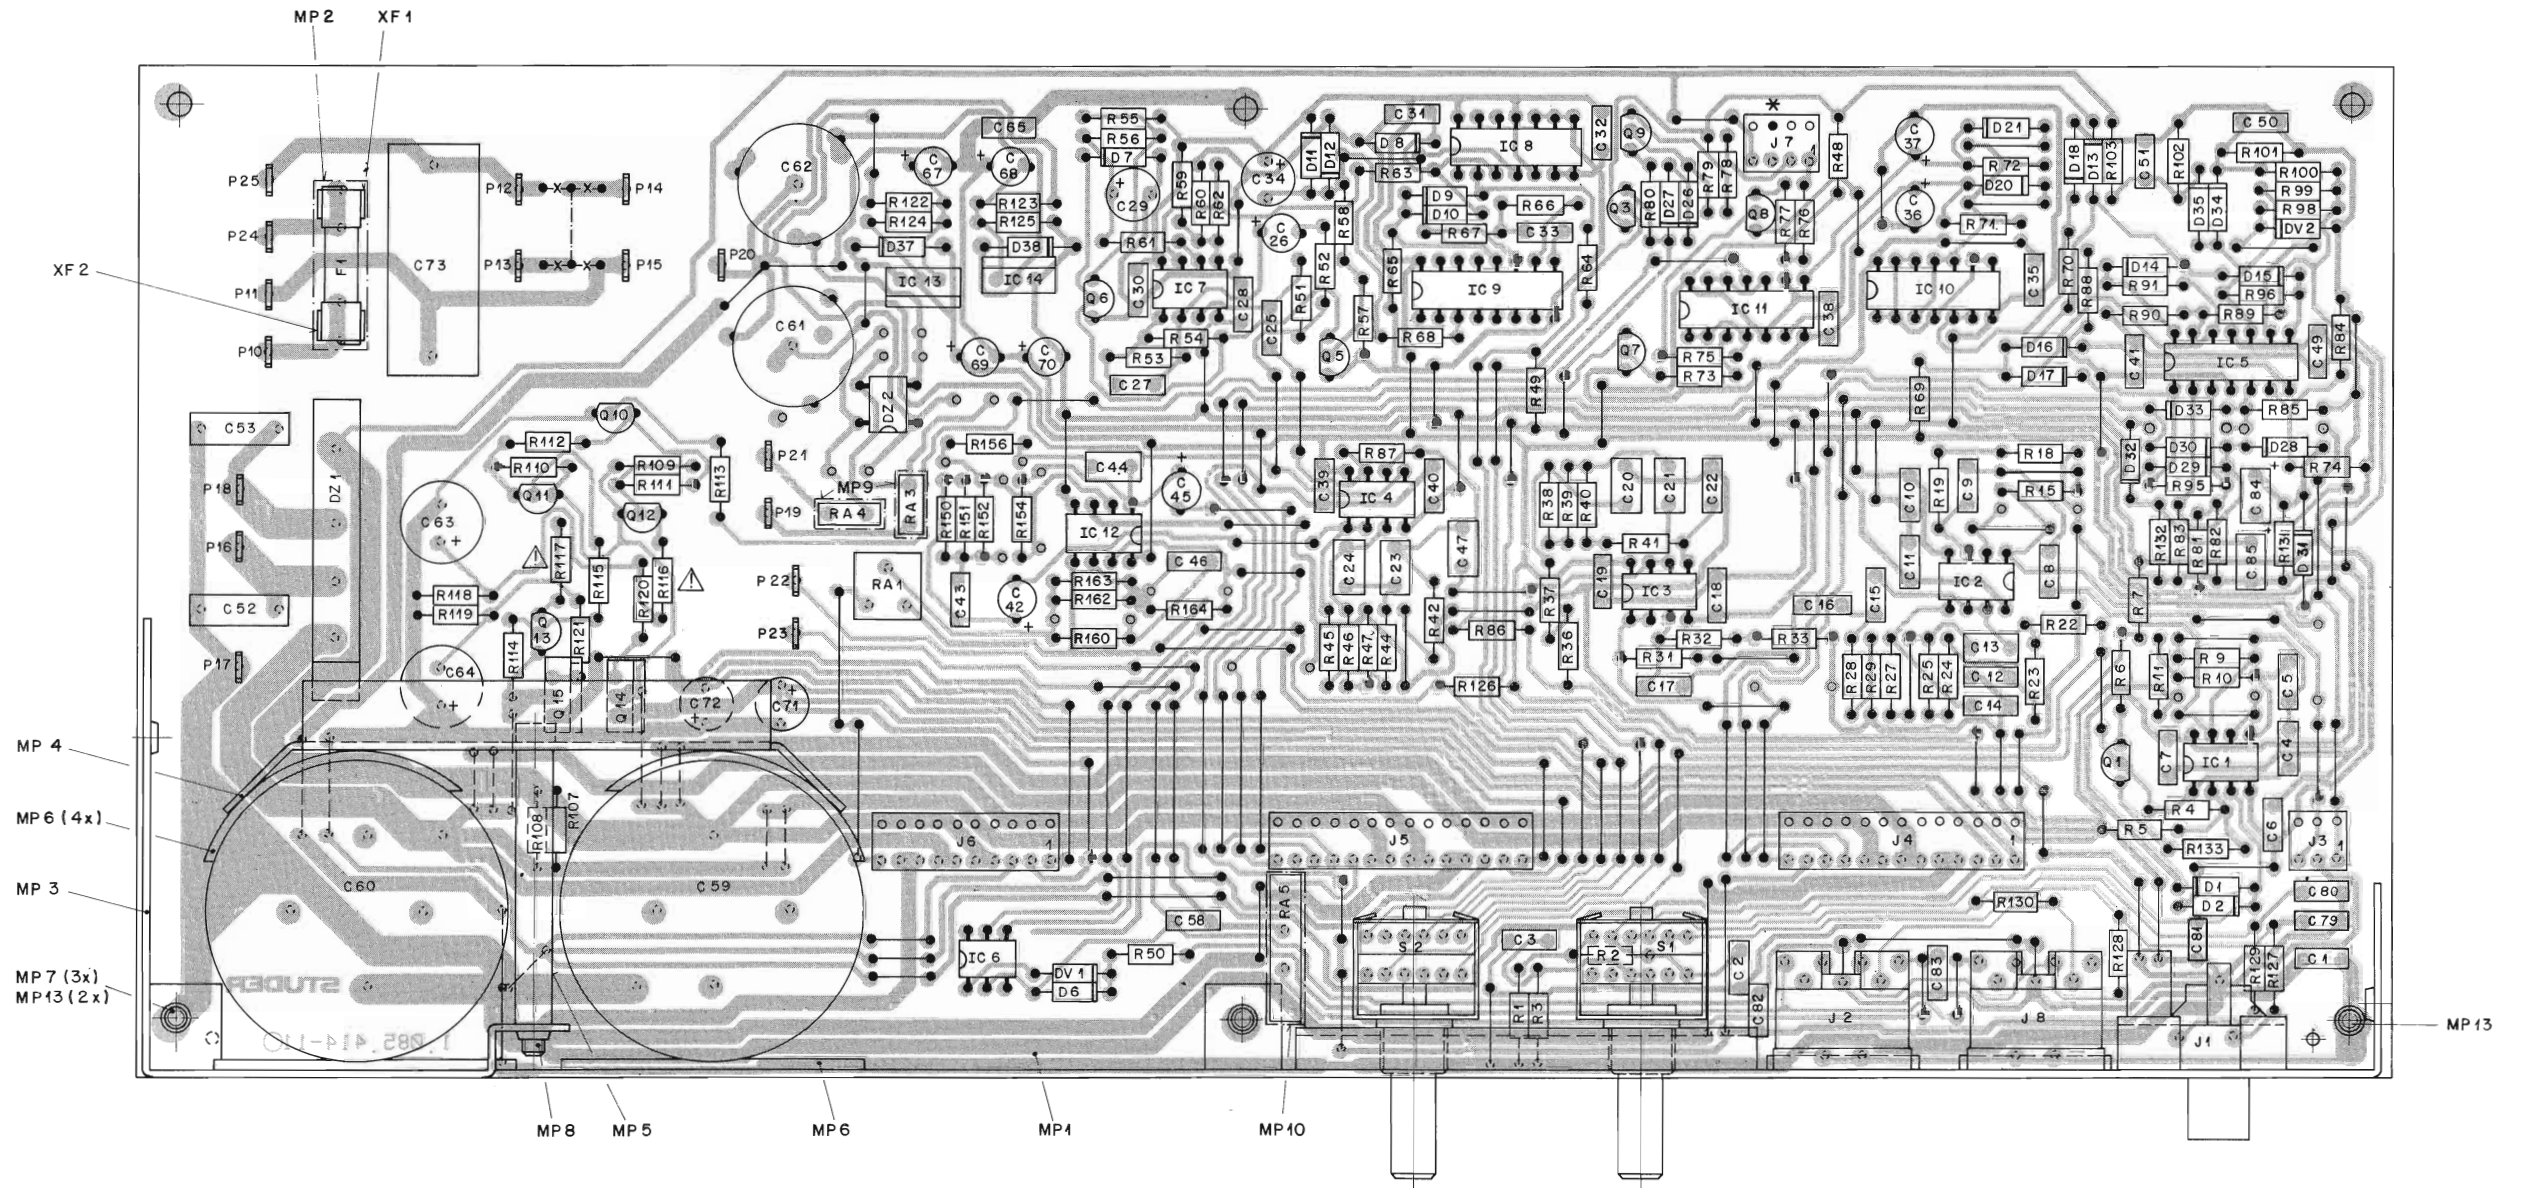 MP2 XF1
C65
R55
R56
D7
C31
C32
Q9
*
J7
1
R48
C37
D21
R72
D20
D18
D13
R103
C51
R102
C50
R101
R100
R99
R98
DV2
P25
P24
P11
P10
F1
C73
P12
P14
P13
P15
P20
C62
+ C67
+ C68
R122
R124
R123
R125
D37
D38
IC13
IC14
+ C29
R59
R60
R62
R61
+ C34
C26
D11
D12
R58
R52
D8
R63
D9
D10
R67
R66
C33
IC8
R79
R78
Q3
R80
D27
D26
Q8
R77
R76
C36
R71
D35
D34
XF2
C61
Q6
C30
IC7
C28
C25
R51
R57
R65
IC9
R64
IC11
C38
IC10
C35
R70
R88
D14
R91
D15
R96
R90
R89
R84
+ C69
+ C70
R54
R53
C27
Q5
R68
Q7
R75
R73
R49
R69
D16
D17
C41
IC5
C49
C53
DZ1
Q10
DZ2
R112
R110
Q11
R109
R111
R113
Q12
P21
P19
MP9
RA4
RA3
R156
R150
R151
R152
R154
C44
+ C45
IC12
C39
R87
IC4
C40
C47
R38
R39
R40
C20
C21
C22
C10
R19
C9
R18
R15
D33
R85
D32
D30
D29
R95
D28
R74
C84
P18
P16
C63
+
R117
R115
R120
R116
P22
RA1
C43
C42
+
C46
R163
R162
R164
R160
C24
C23
R41
C19
IC3
C18
R37
C16
C15
C11
IC2
C8
R7
R132
R83
R81
R82
C85
R131
D31
C52
P17
R118
R119
R114
Q13
R121
P23
R45
R46
R47
R44
R42
R86
R36
R32
R33
R31
C17
R126
R28
R29
R27
R25
R24
C13
C12
C14
R23
R22
R6
R11
R9
R10
C5
C64
+
Q15
Q14
C72
+
C71
+
MP4
Q1
C7
IC1
C4
MP6 (4x)
R108
R107
J6
1
J5
J4
1
R4
R5
R133
C6
J3
1
MP3
C60
C59
RA5
D1
D2
C80
C79
C58
R130
R128
C81
R129
R127
C1
MP7 (3x)
MP13 (2x)
STUDER
1.085.414-11
IC6
DV1
D6
R50
S2
C3
R2
S1
R1
R3
C2
C82
J2
C83
J8
J1
MP13
MP8 MP5 MP6 MP1 MP10